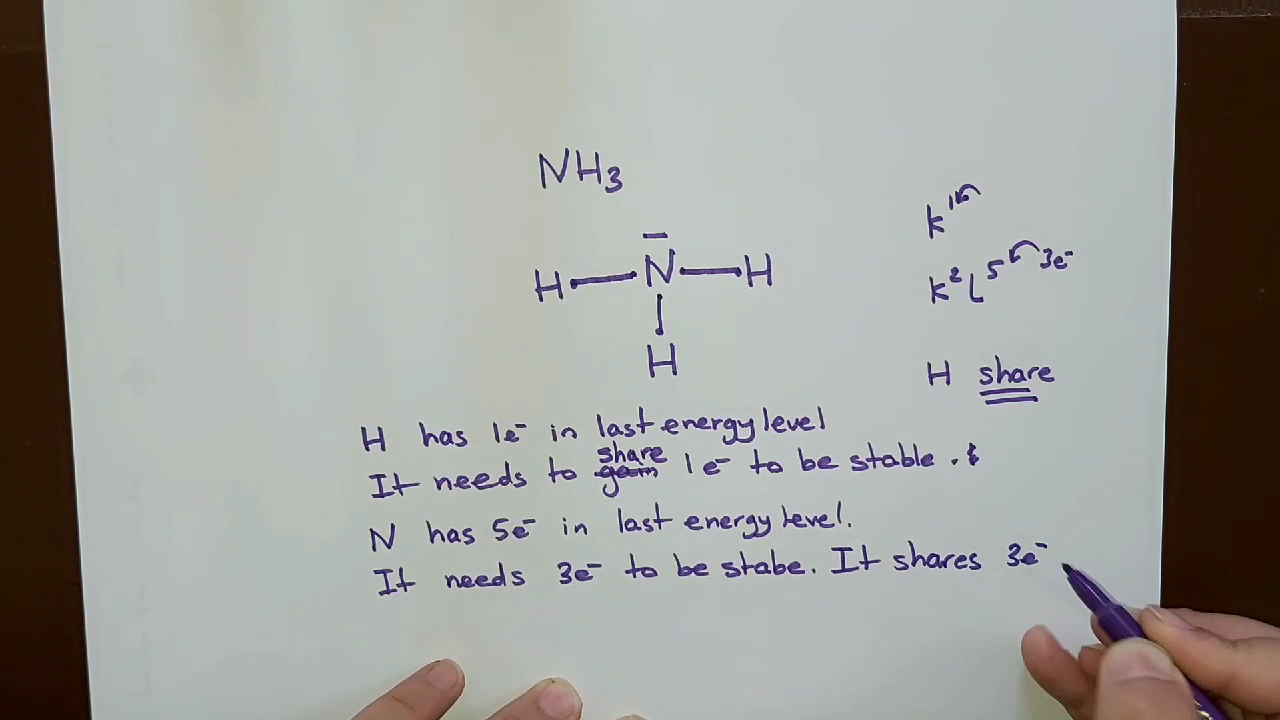 NH3
N
H H
H
k1
k2 L5 3e-
H share
H has 1e- in last energy level
share
It needs to gain 1e- to be stable.
N has 5e- in last energy level.
It needs 3e- to be stabe. It shares 3e-